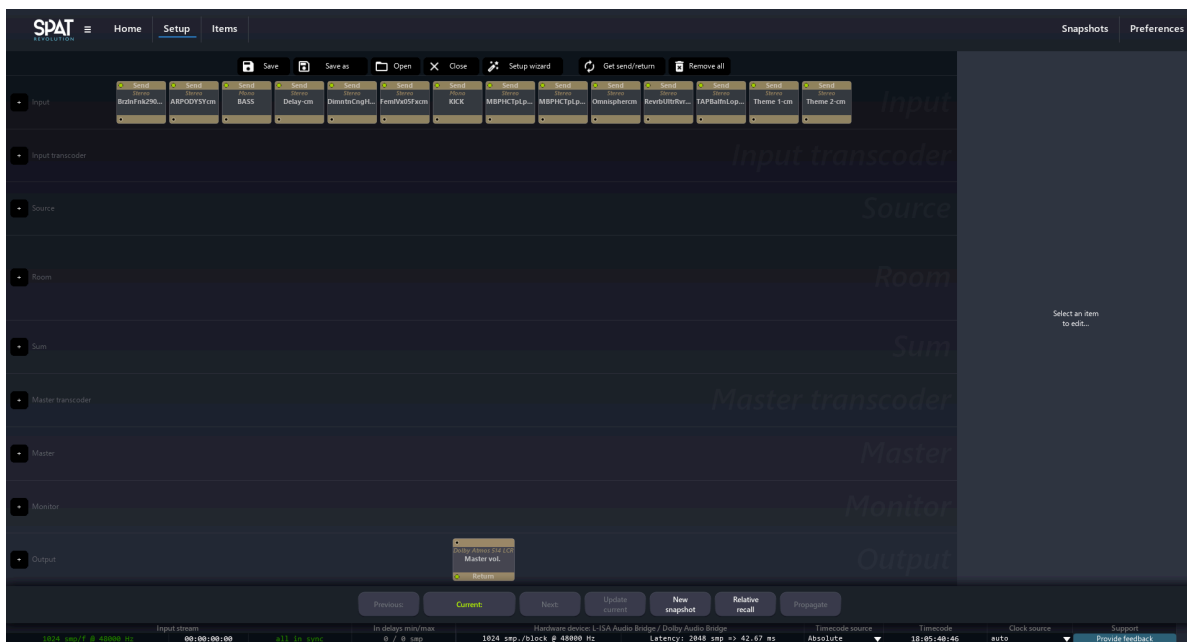 SPAT
REVOLUTION
Home
Setup
Items
Snapshots
Preferences
Save
Save as
Open
Close
Setup wizard
Get send/return
Remove all
Input
Send Send Send Send Send Send Send Send Send Send Send Send Send Send
Stereo Stereo Mono Stereo Stereo Stereo Mono Stereo Stereo Stereo Stereo Stereo Stereo Stereo
BrzlnFnk290... ARPODYSYcm BASS Delay-cm DimntnCngH... FemlVx05Fxcm KICK MBPHCTpLp... MBPHCTpLp... Omnisphercm RevrbUltrRvr... TAPBalfnLop... Theme 1-cm Theme 2-cm
Input
Input transcoder
Input transcoder
Source
Source
Room
Room
Select an item
to edit...
Sum
Sum
Master transcoder
Master transcoder
Master
Master
Monitor
Monitor
Output
Dolby Atmos 514 LCR
Master voi.
Return
Output
Previous:
Current:
Next:
Update
current
New
snapshot
Relative
recall
Propagate
Input stream
In delays min/max
Hardware device: L-ISA Audio Bridge / Dolby Audio Bridge
Timecode source
Timecode
Clock source
Support
1024 smp/f @ 48000 Hz
00:00:00:00
all in sync
0 / 0 smp
1024 smp./block @ 48000 Hz
Latency: 2048 smp => 42.67 ms
Absolute
18:05:40:46
auto
Provide feedback